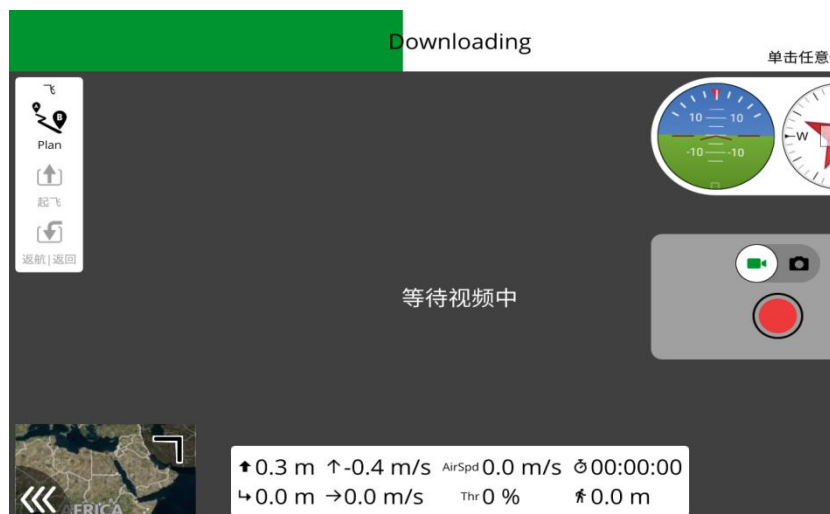 Downloading
单击任意
飞
B
Plan
起飞
返航|返回
10 10
-10 -10
W
等待视频中
0.3 m -0.4 m/s AirSpd 0.0 m/s 00:00:00
0.0 m 0.0 m/s Thr 0 % 0.0 m
AFRICA